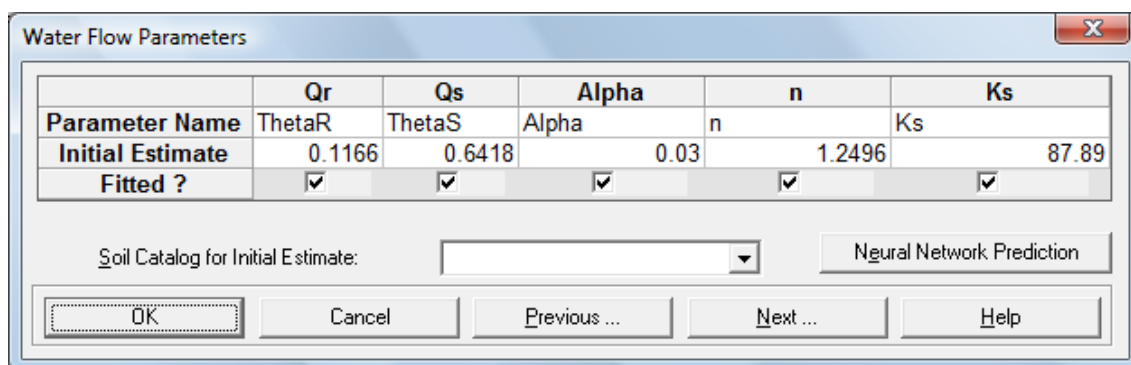 Water Flow Parameters
Qr Qs Alpha n Ks
Parameter Name ThetaR ThetaS Alpha n Ks
Initial Estimate 0.1166 0.6418 0.03 1.2496 87.89
Fitted ?
Soil Catalog for Initial Estimate: Neural Network Prediction
OK Cancel Previous ... Next ... Help